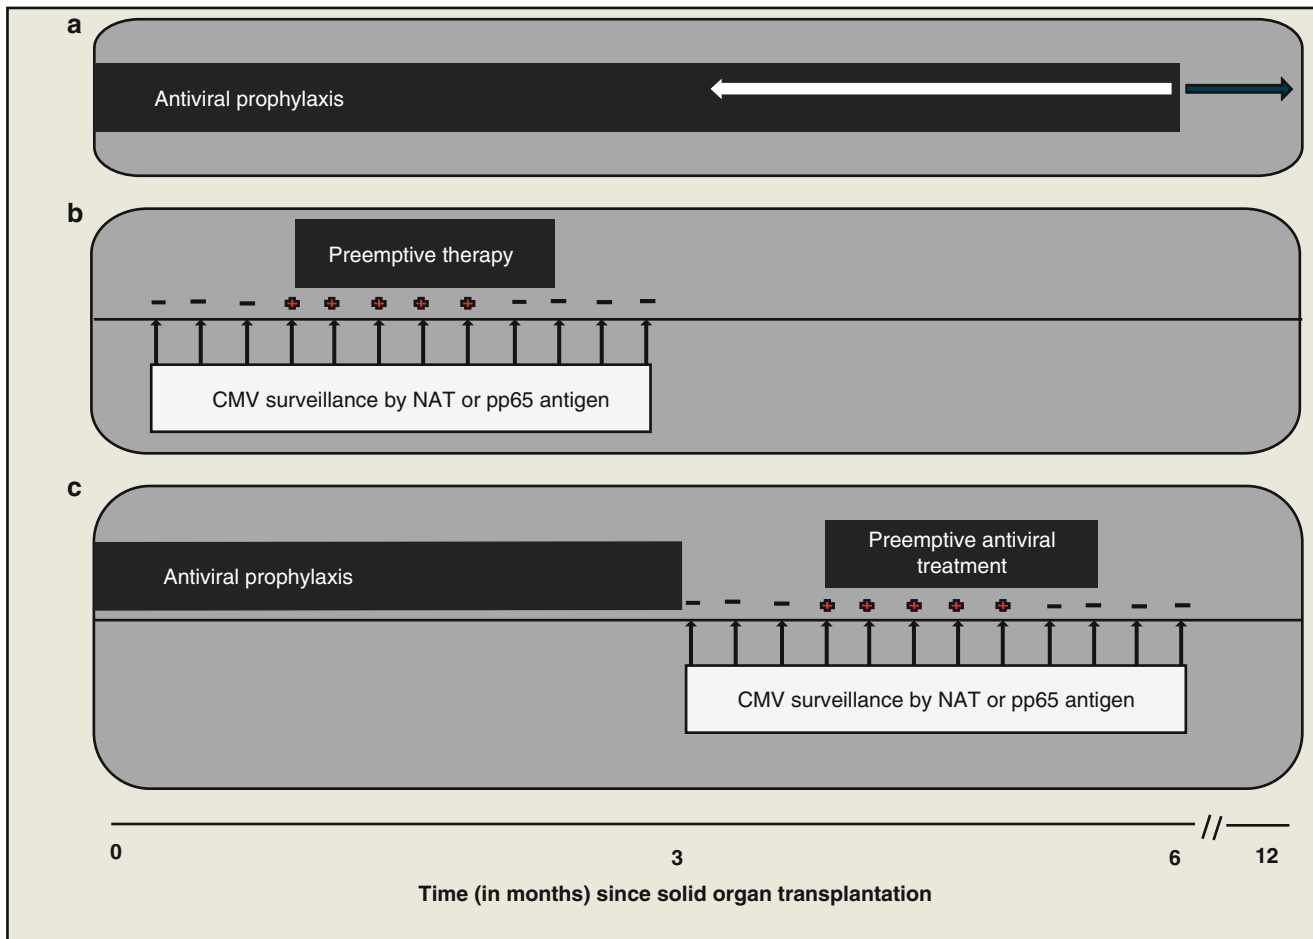 a
Antiviral prophylaxis
b
Preemptive therapy
– – – + + + + + – – – –
CMV surveillance by NAT or pp65 antigen
c
Antiviral prophylaxis
Preemptive antiviral
treatment
– – – + + + + + – – – –
CMV surveillance by NAT or pp65 antigen
0 3 6 // 12
Time (in months) since solid organ transplantation